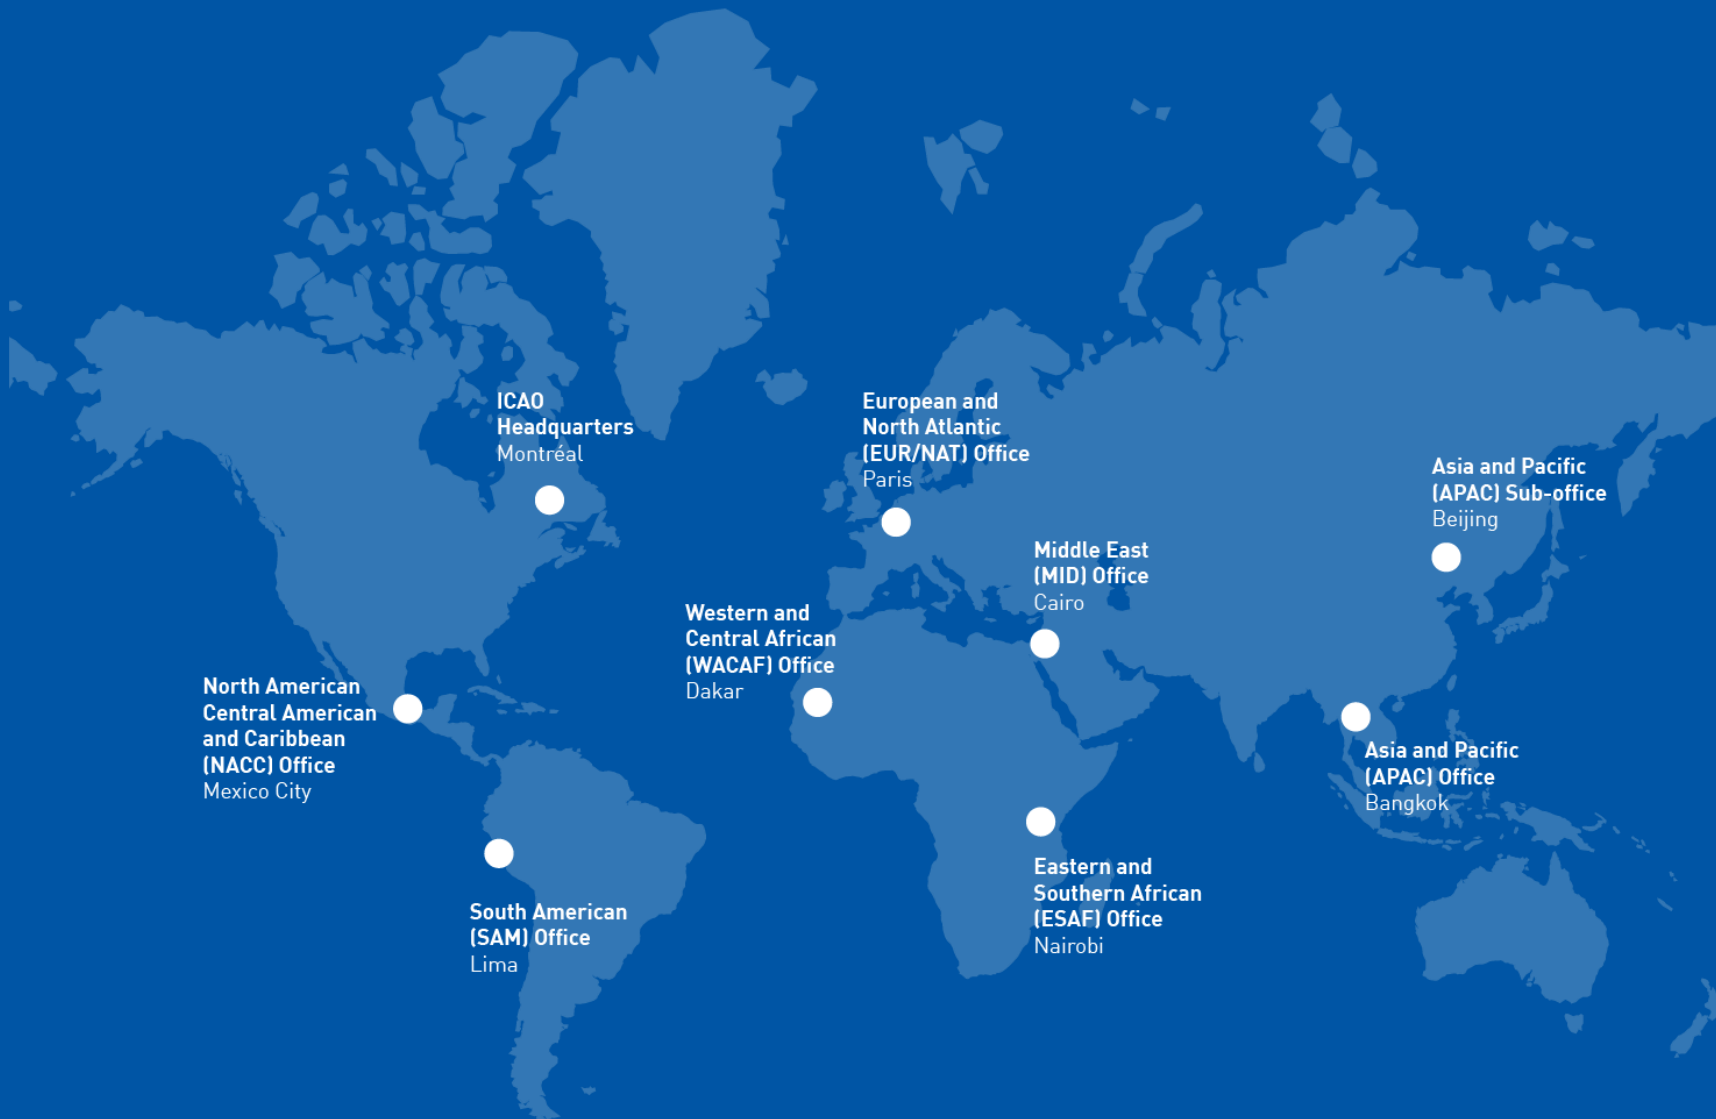 ICAO
Headquarters
Montréal
European and
North Atlantic
(EUR/NAT) Office
Paris
Asia and Pacific
(APAC) Sub-office
Beijing
Middle East
(MID) Office
Cairo
Western and
Central African
(WACAF) Office
Dakar
North American
Central American
and Caribbean
(NACC) Office
Mexico City
Asia and Pacific
(APAC) Office
Bangkok
Eastern and
Southern African
(ESAF) Office
Nairobi
South American
(SAM) Office
Lima